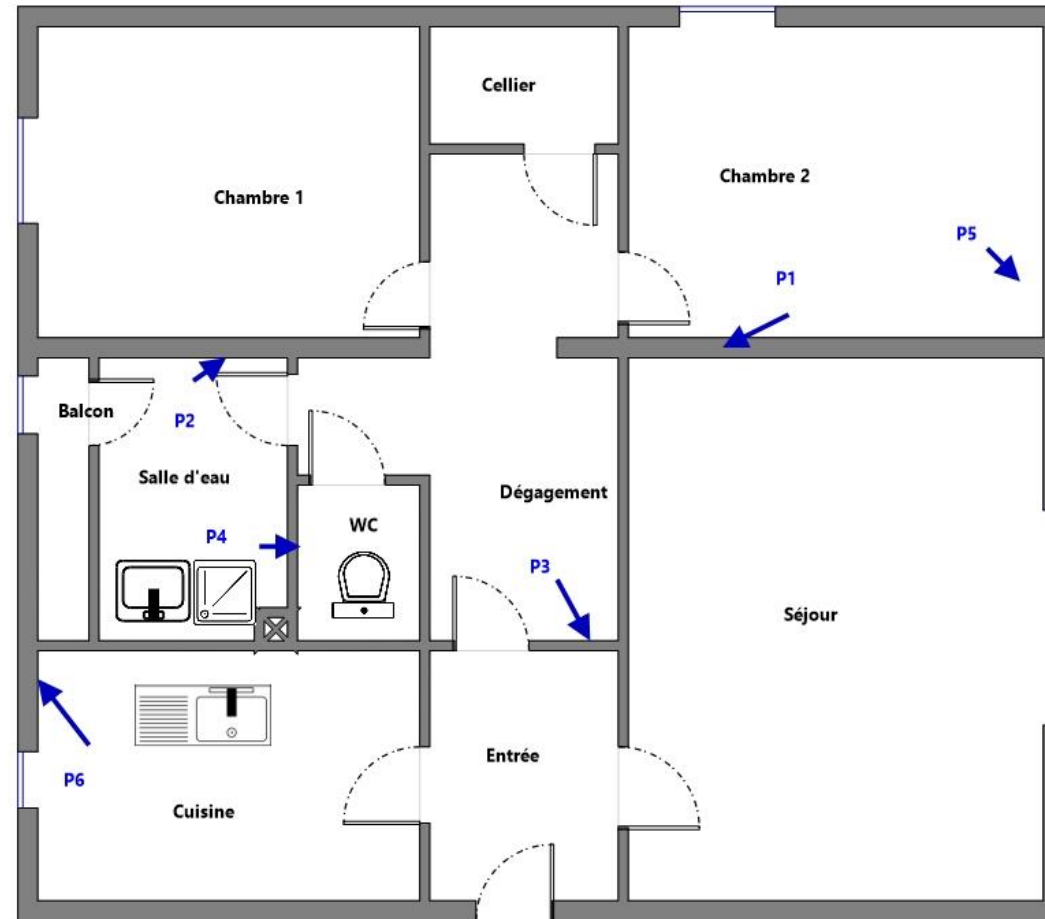 Cellier
Chambre 1
Chambre 2
P5
P1
Balcon
P2
Salle d'eau
Dégagement
WC
P4
P3
Séjour
Entrée
P6
Cuisine